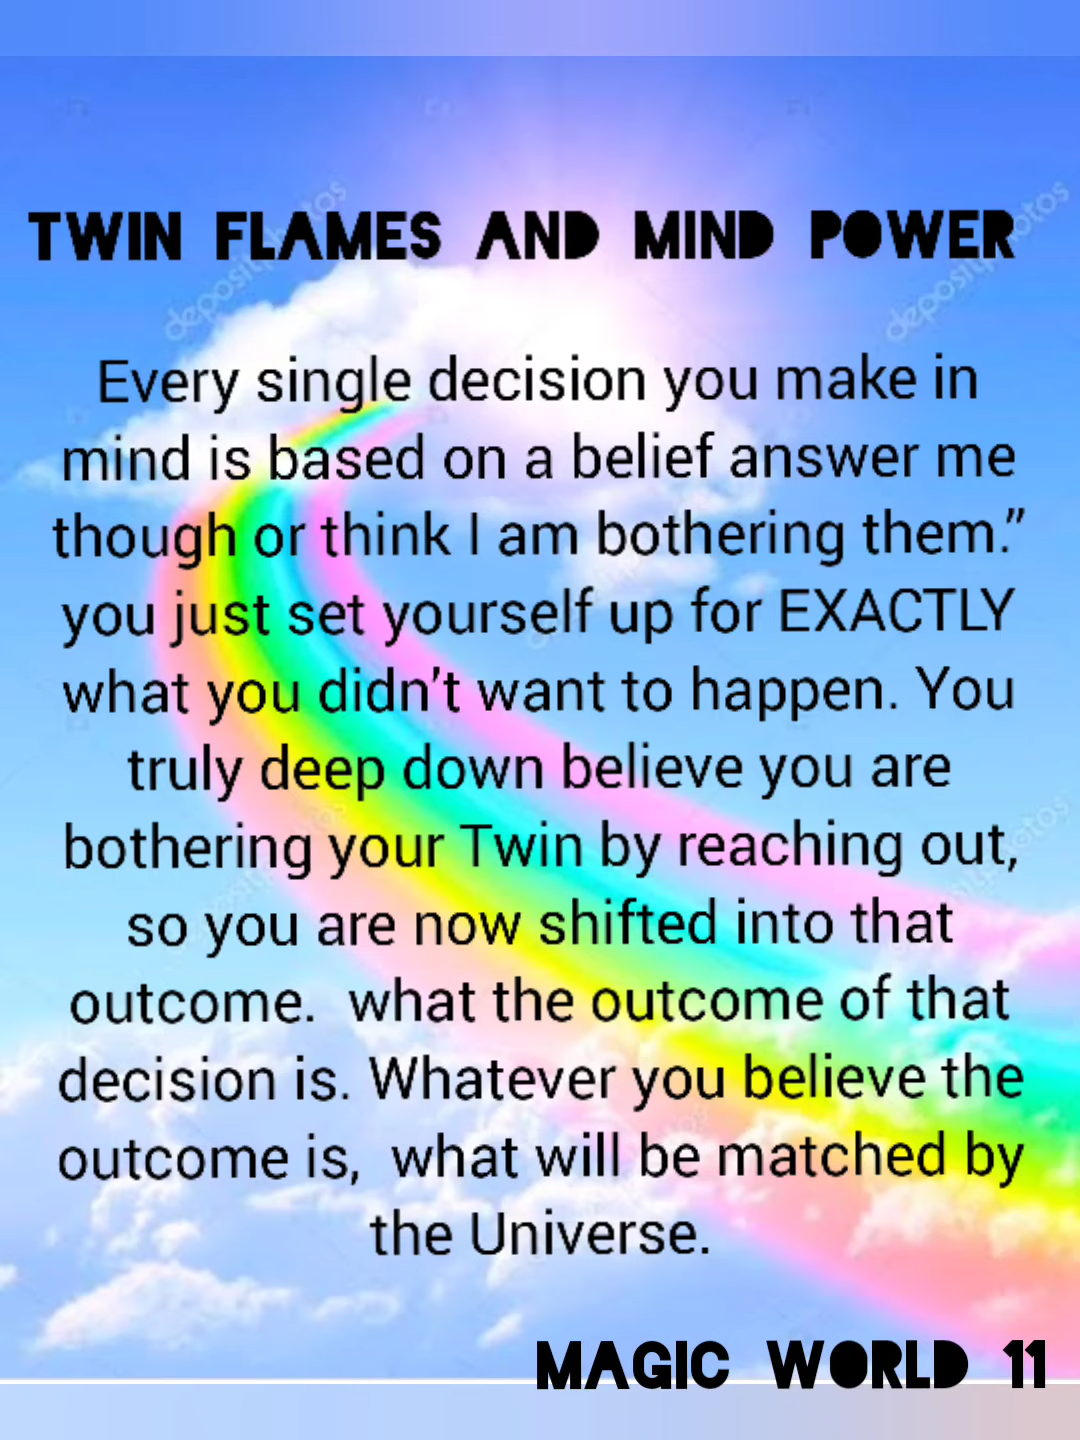 TWIN FLAMES AND MIND POWER
Every single decision you make in
mind is based on a belief answer me
though or think I am bothering them.”
you just set yourself up for EXACTLY
what you didn’t want to happen. You
truly deep down believe you are
bothering your Twin by reaching out,
so you are now shifted into that
outcome.  what the outcome of that
decision is. Whatever you believe the
outcome is,  what will be matched by
the Universe.
MAGIC WORLD 11
depositphotos
depositphotos